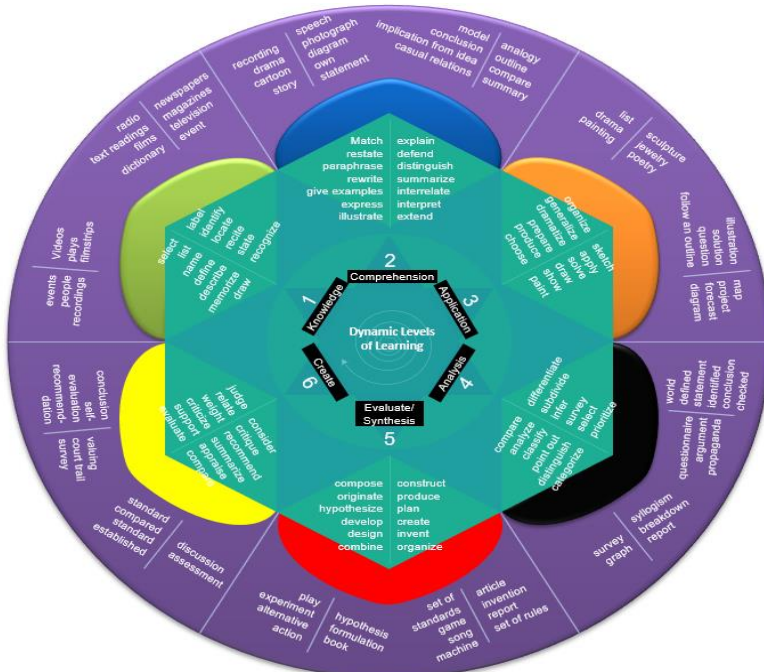 Dynamic Levels
of Learning
1
Knowledge
2
Comprehension
3
Application
4
Analysis
Evaluate/
Synthesis
5
6
Create
select
list
name
define
describe
memorize
draw
label
identify
locate
recite
state
recognize
Match
restate
paraphrase
rewrite
give examples
express
illustrate
explain
defend
distinguish
summarize
interrelate
interpret
extend
organize
generalize
dramatize
prepare
produce
choose
sketch
apply
solve
draw
show
paint
differentiate
subdivide
infer
survey
select
prioritize
compare
analyze
classify
point out
distinguish
categorize
compose
originate
hypothesize
develop
design
combine
construct
produce
plan
create
invent
organize
judge
relate
weight
criticize
support
evaluate
consider
critique
recommend
summarize
appraise
compare
events
people
recordings
Videos
plays
filmstrips
radio
text readings
films
dictionary
newspapers
magazines
television
event
recording
drama
cartoon
story
speech
photograph
diagram
own
statement
model
conclusion
implication from idea
casual relations
analogy
outline
compare
summary
list
drama
painting
sculpture
jewelry
poetry
illustration
solution
question
follow an outline
map
project
forecast
diagram
conclusion
checked
identified
statement
defined
world
questionnaire
argument
propaganda
syllogism
breakdown
report
survey
graph
article
invention
report
set of rules
set of
standards
game
song
machine
hypothesis
formulation
book
play
experiment
alternative
action
discussion
assessment
standard
compared
standard
established
valuing
court trail
survey
conclusion
self-
evaluation
recommend-
dation